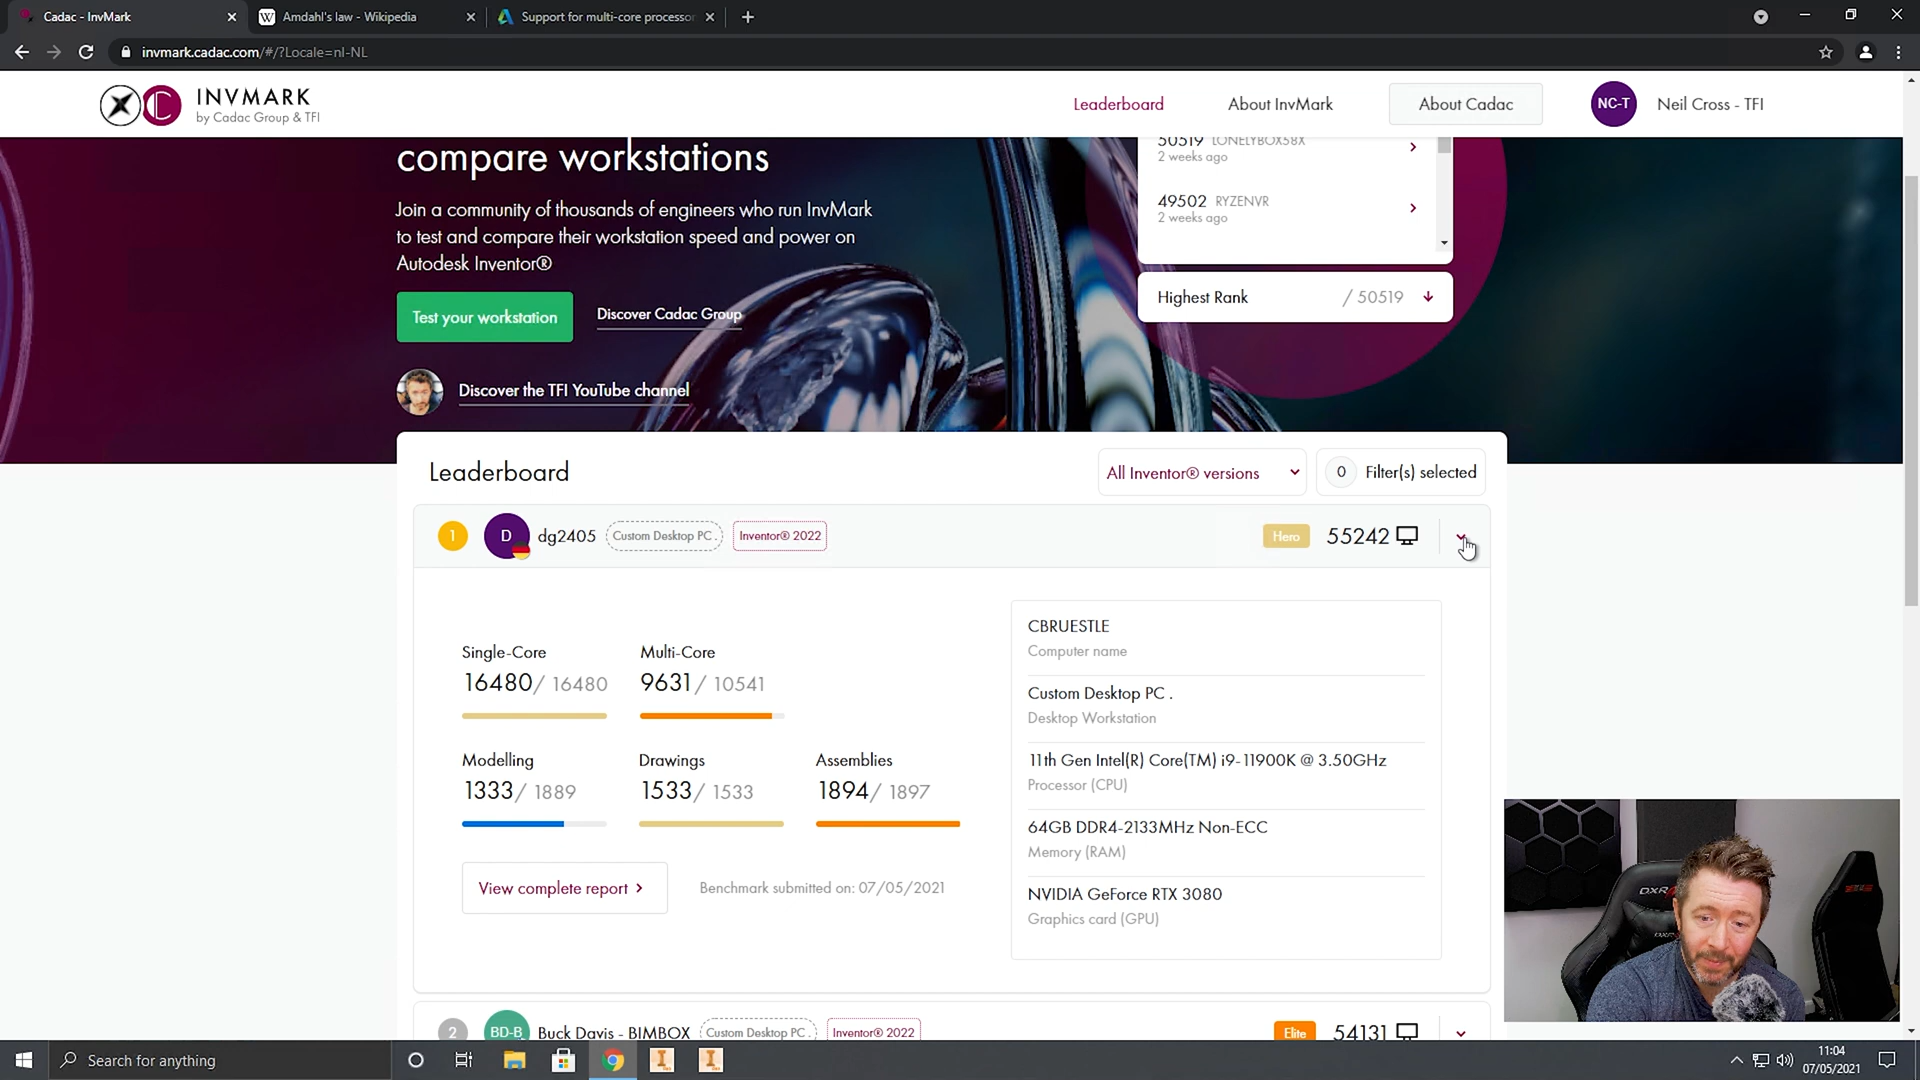 Cadac - InvMark
Amdahl's law - Wikipedia
Support for multi-core processor
invmark.cadac.com/#/?Locale=nl-NL
INVMARK
by Cadac Group & TFI
Leaderboard
About InvMark
About Cadac
NC-T
Neil Cross - TFI
compare workstations
Join a community of thousands of engineers who run InvMark
to test and compare their workstation speed and power on
Autodesk Inventor®
Test your workstation
Discover Cadac Group
Discover the TFI YouTube channel
50519 LONELYBOX58X
2 weeks ago
49502 RYZENVR
2 weeks ago
Highest Rank / 50519
Leaderboard
All Inventor® versions
0 Filter(s) selected
1 D dg2405 Custom Desktop PC . Inventor® 2022 Hero 55242
Single-Core
16480 / 16480
Multi-Core
9631 / 10541
Modelling
1333 / 1889
Drawings
1533 / 1533
Assemblies
1894 / 1897
View complete report
Benchmark submitted on: 07/05/2021
CBRUESTLE
Computer name
Custom Desktop PC .
Desktop Workstation
11th Gen Intel(R) Core(TM) i9-11900K @ 3.50GHz
Processor (CPU)
64GB DDR4-2133MHz Non-ECC
Memory (RAM)
NVIDIA GeForce RTX 3080
Graphics card (GPU)
2 BD-B Buck Davis - BIMBOX Custom Desktop PC . Inventor® 2022 Elite 54131
Search for anything
11:04
07/05/2021